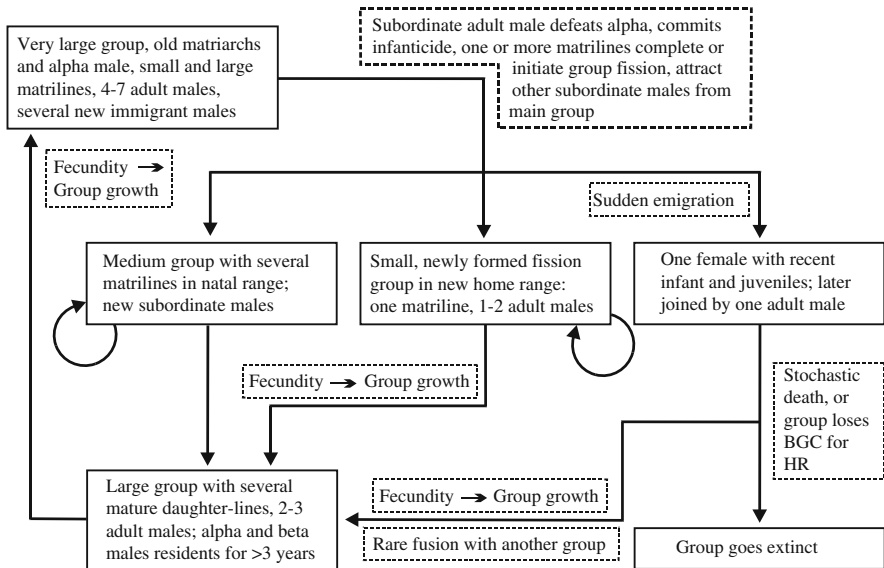 Very large group, old matriarchs
and alpha male, small and large
matrilines, 4-7 adult males,
several new immigrant males
Subordinate adult male defeats alpha, commits
infanticide, one or more matrilines complete or
initiate group fission, attract
other subordinate males from
main group
Fecundity →
Group growth
Sudden emigration
Medium group with several
matrilines in natal range;
new subordinate males
Small, newly formed fission
group in new home range:
one matriline, 1-2 adult males
One female with recent
infant and juveniles; later
joined by one adult male
Fecundity → Group growth
Stochastic
death, or
group loses
BGC for
HR
Large group with several
mature daughter-lines, 2-3
adult males; alpha and beta
males residents for >3 years
Fecundity → Group growth
Rare fusion with another group
Group goes extinct